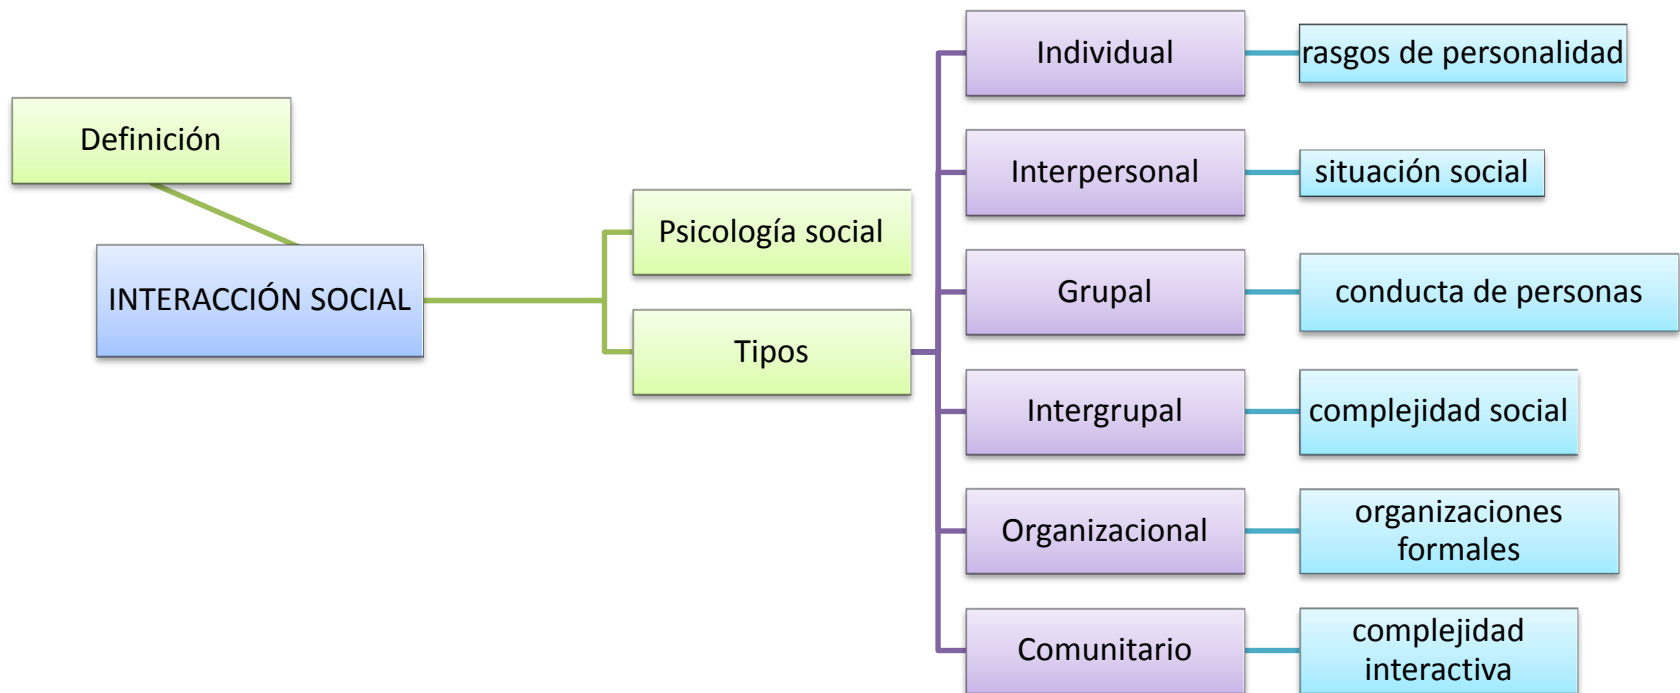 Definición
INTERACCIÓN SOCIAL
Psicología social
Tipos
Individual
rasgos de personalidad
Interpersonal
situación social
Grupal
conducta de personas
Intergrupal
complejidad social
Organizacional
organizaciones
formales
Comunitario
complejidad
interactiva